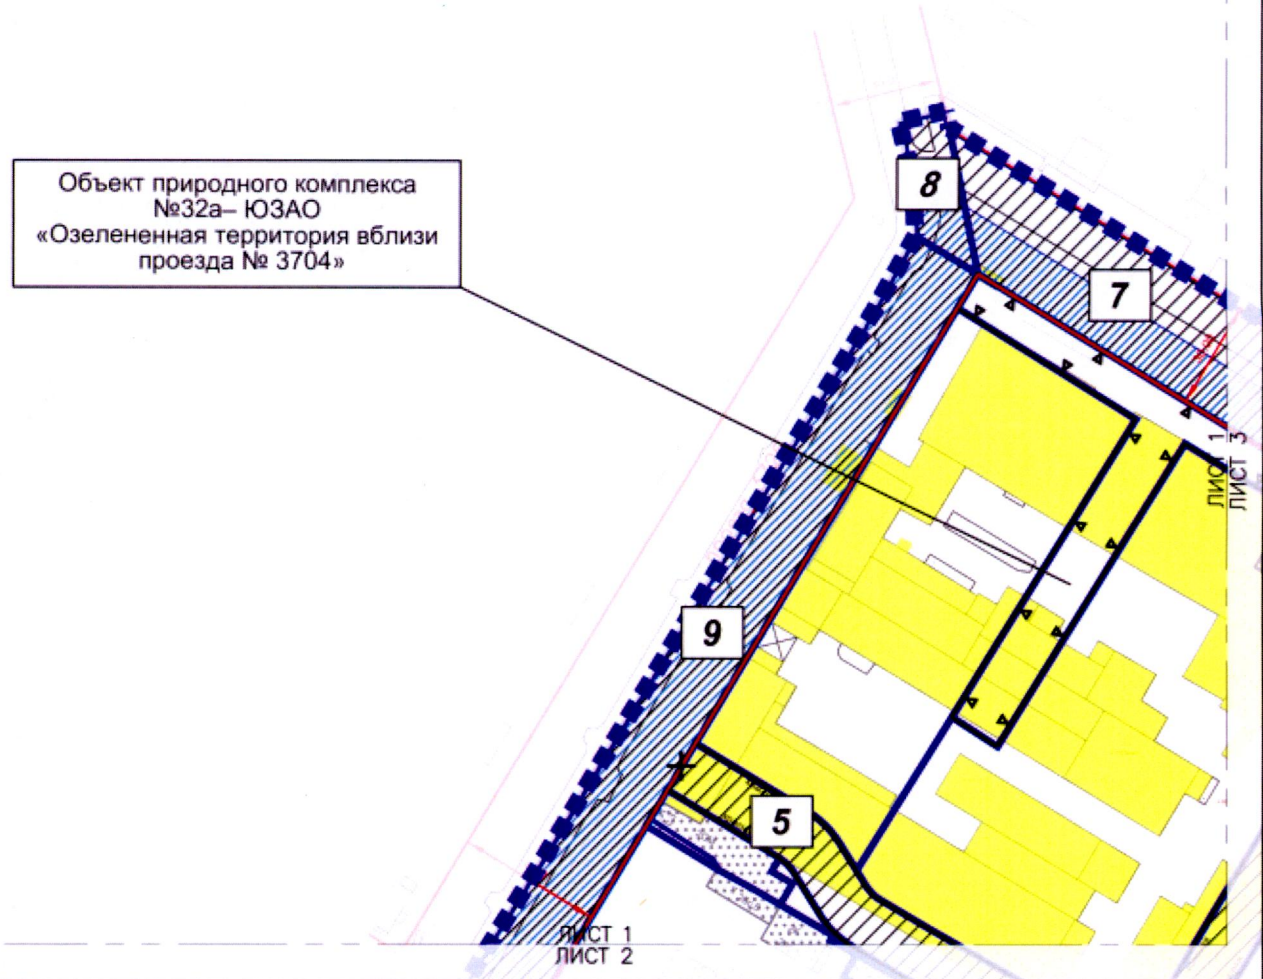 Объект природного комплекса
№32а– ЮЗАО
«Озелененная территория вблизи
проезда № 3704»
8
7
ЛИСТ 1
ЛИСТ 3
9
5
ЛИСТ 1
ЛИСТ 2